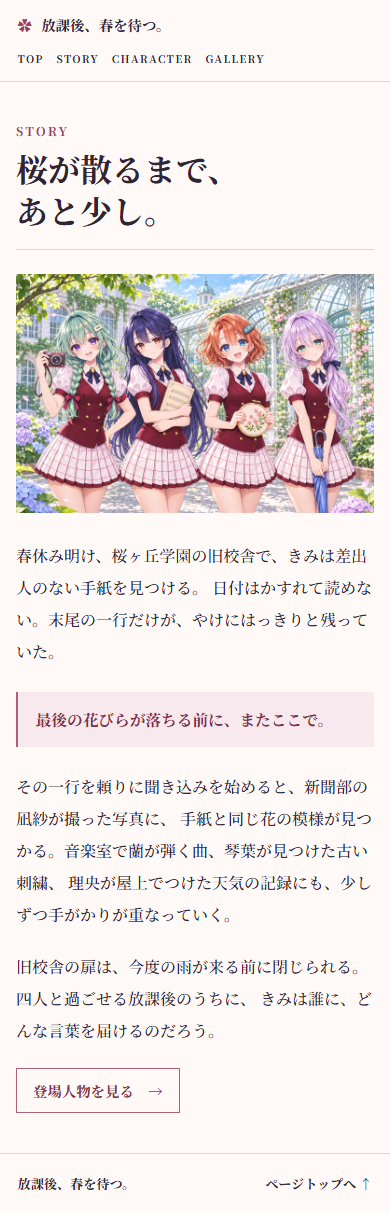 放課後、春を待つ。
TOP STORY CHARACTER GALLERY
STORY
桜が散るまで、
あと少し。
春休み明け、桜ヶ丘学園の旧校舎で、きみは差出
人のない手紙を見つける。 日付はかすれて読めな
い。末尾の一行だけが、やけにはっきりと残って
いた。
最後の花びらが落ちる前に、またここで。
その一行を頼りに聞き込みを始めると、新聞部の
凪紗が撮った写真に、 手紙と同じ花の模様が見つ
かる。音楽室で蘭が弾く曲、琴葉が見つけた古い
刺繍、 理央が屋上でつけた天気の記録にも、少し
ずつ手がかりが重なっていく。
旧校舎の扉は、今度の雨が来る前に閉じられる。
四人と過ごせる放課後のうちに、 きみは誰に、ど
んな言葉を届けるのだろう。
登場人物を見る →
放課後、春を待つ。
ページトップへ ↑